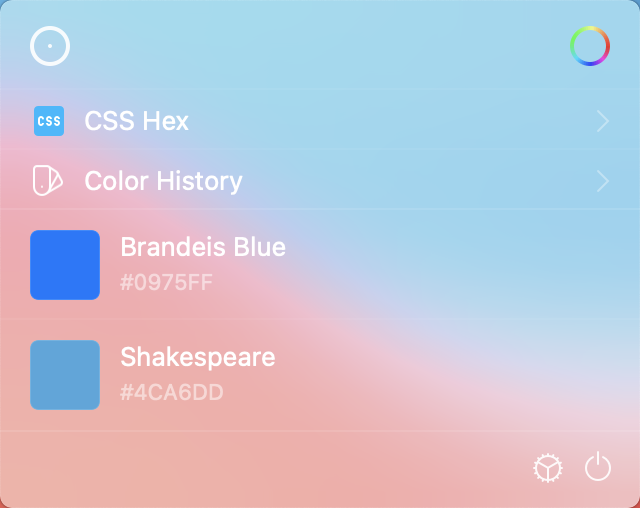 CSS
CSS Hex
Color History
Brandeis Blue
#0975FF
Shakespeare
#4CA6DD